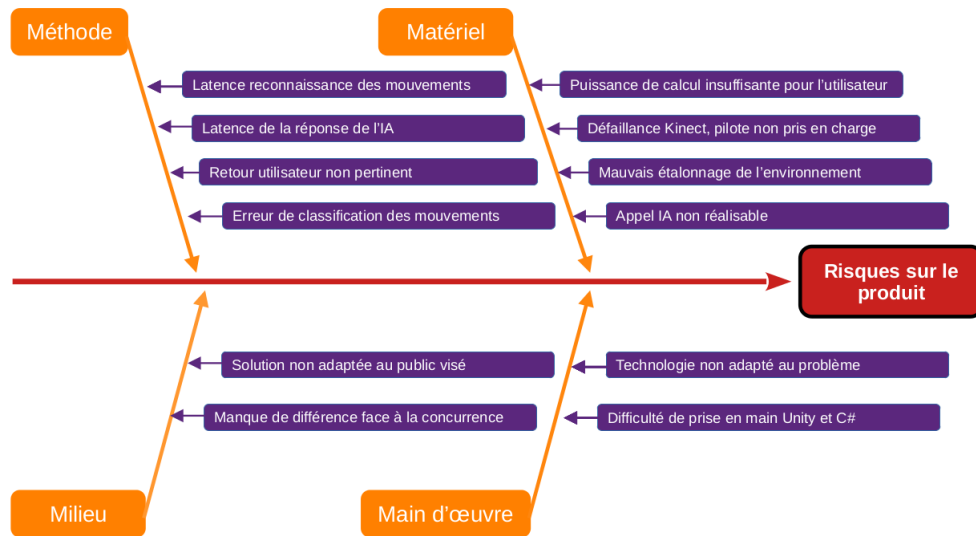 Méthode
Matériel
Latence reconnaissance des mouvements
Puissance de calcul insuffisante pour l'utilisateur
Latence de la réponse de l'IA
Défaillance Kinect, pilote non pris en charge
Retour utilisateur non pertinent
Mauvais étalonnage de l'environnement
Erreur de classification des mouvements
Appel IA non réalisable
Risques sur le
produit
Solution non adaptée au public visé
Technologie non adapté au problème
Manque de différence face à la concurrence
Difficulté de prise en main Unity et C#
Milieu
Main d'œuvre